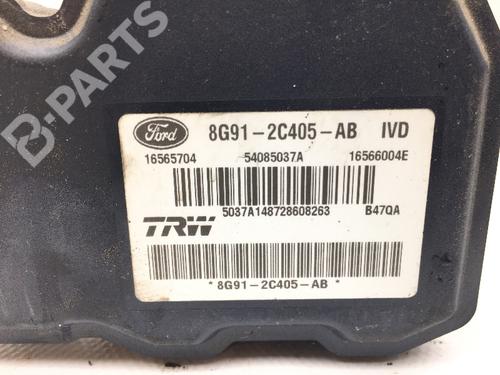 B-PARTS
Ford 8G91-2C405-AB IVD
16565704 54085037A 16566004E
5037A148728608263 B47QA
TRW
*8G91-2C405-AB*